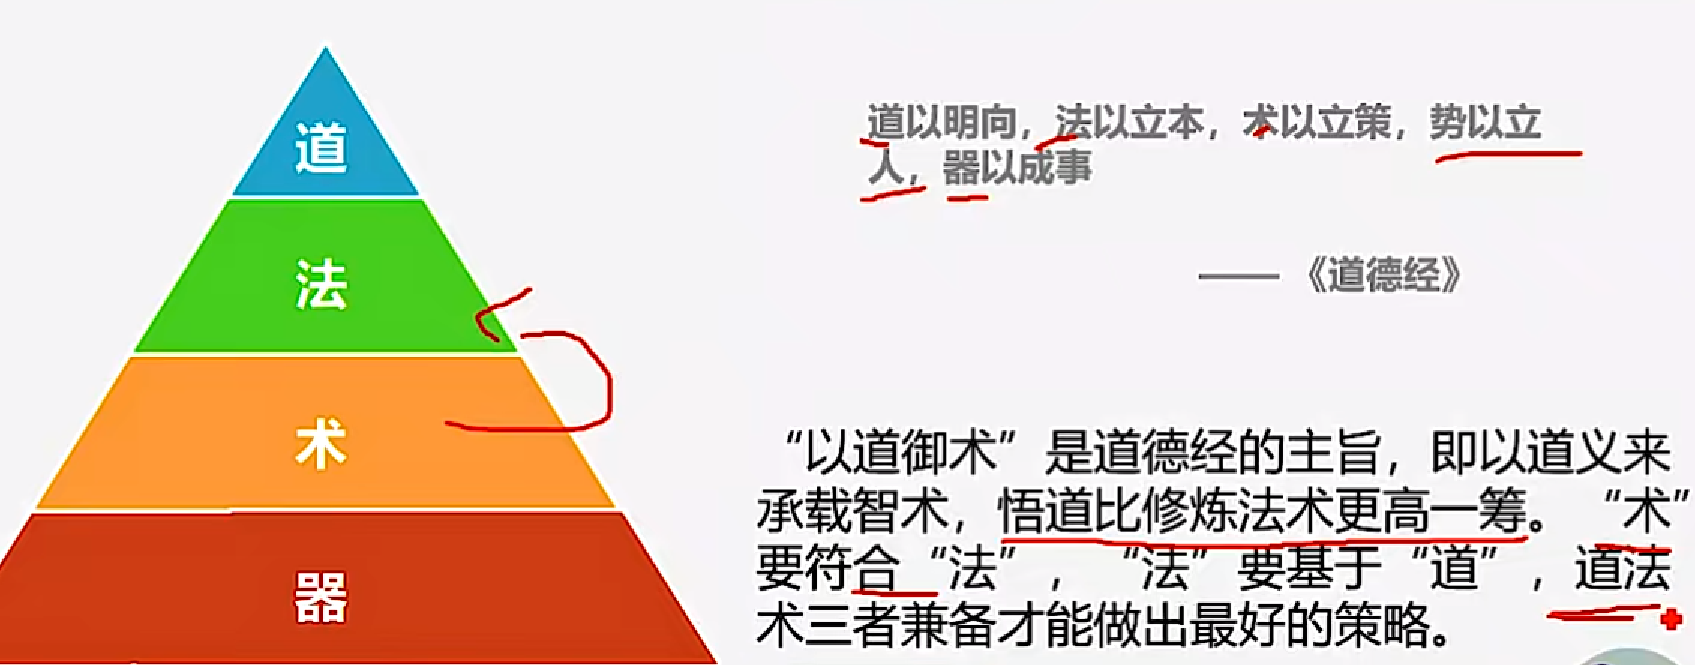 道
法
术
器
道以明向，法以立本，术以立策，势以立
人，器以成事
——《道德经》
“以道御术”是道德经的主旨，即以道义来
承载智术，悟道比修炼法术更高一筹。“术”
要符合“法”，“法”要基于“道”，道法
术三者兼备才能做出最好的策略。